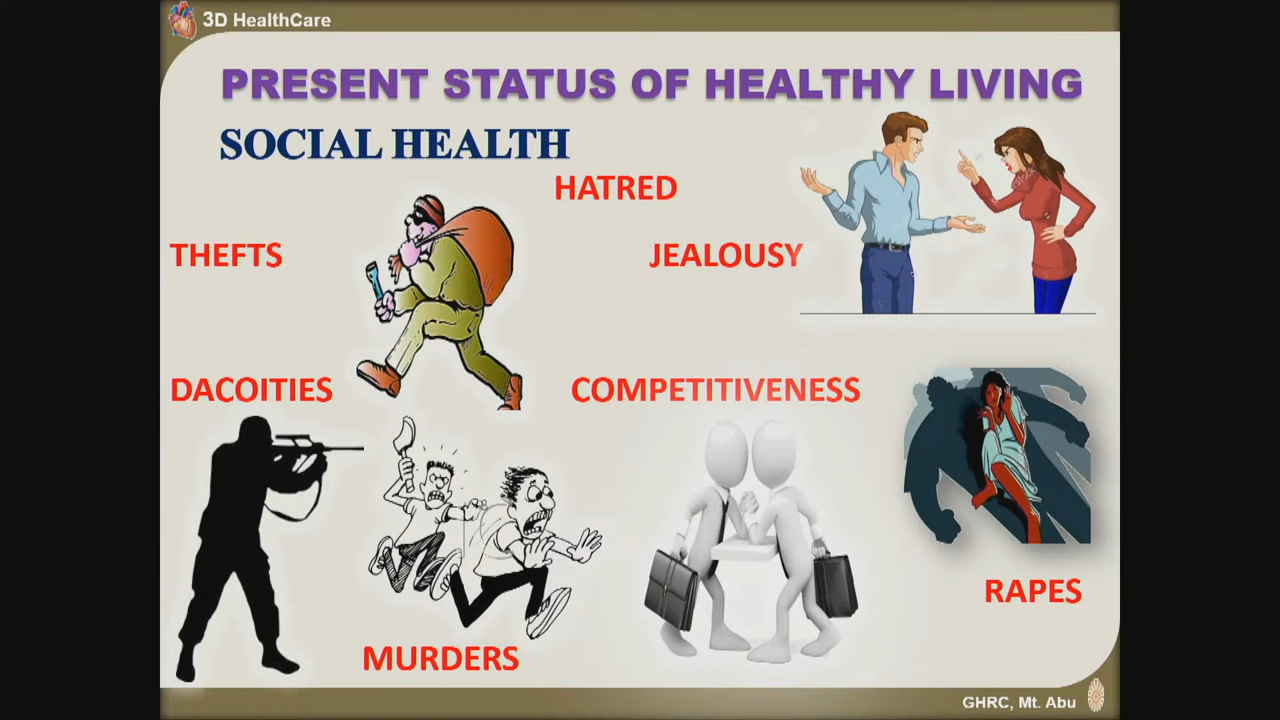 3D HealthCare
PRESENT STATUS OF HEALTHY LIVING
SOCIAL HEALTH
HATRED
THEFTS
JEALOUSY
DACOITIES
COMPETITIVENESS
RAPES
MURDERS
GHRC, Mt. Abu